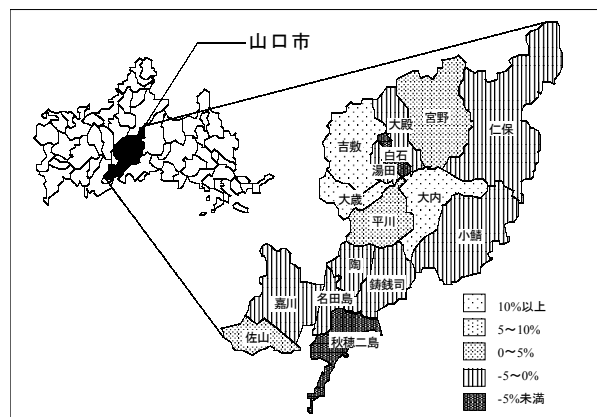 山口市
宮野
大殿
仁保
吉敷
白石
湯田
大歳
大内
平川
小鯖
陶
鋳銭司
名田島
嘉川
佐山
秋穂二島
10%以上
5～10%
0～5%
-5～0%
-5%未満